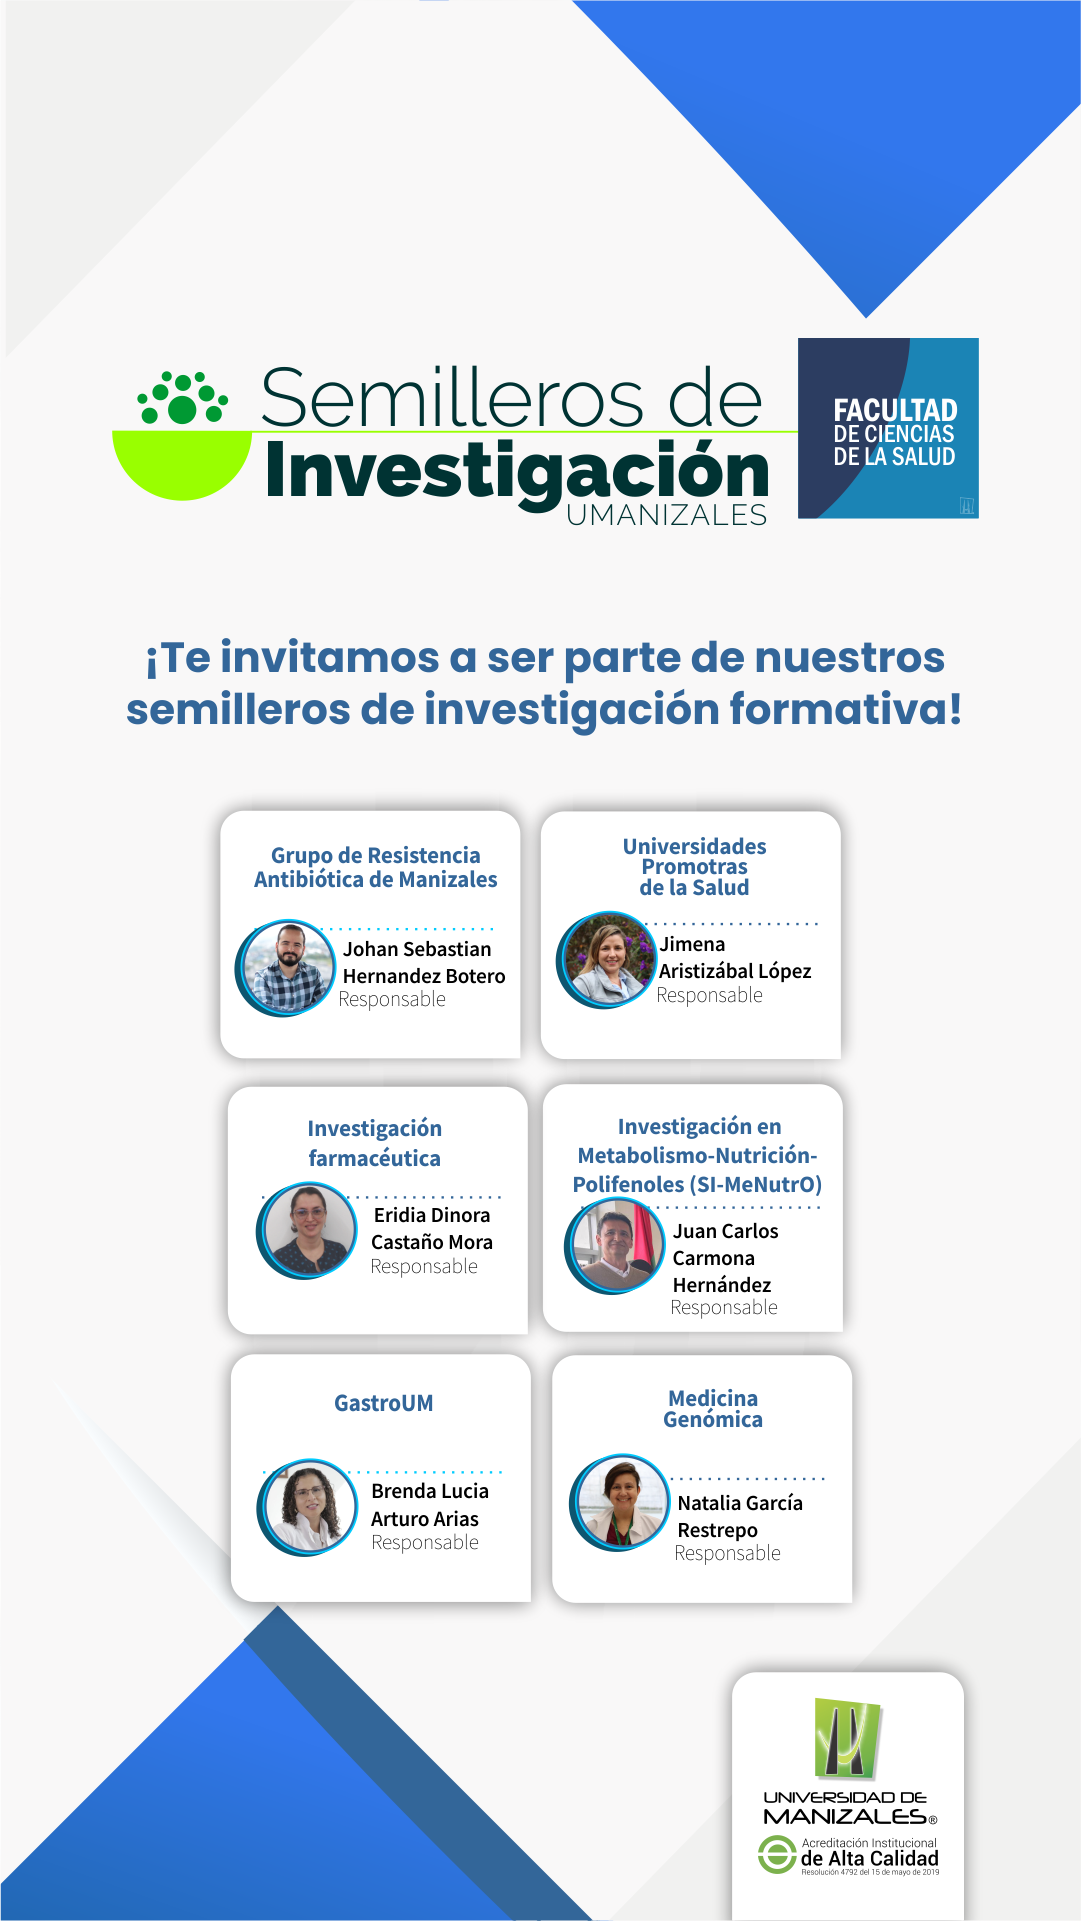 Semilleros de
Investigación
UMANIZALES
FACULTAD
DE CIENCIAS
DE LA SALUD
¡Te invitamos a ser parte de nuestros
semilleros de investigación formativa!
Grupo de Resistencia
Antibiótica de Manizales
Johan Sebastian
Hernandez Botero
Responsable
Universidades
Promotras
de la Salud
Jimena
Aristizábal López
Responsable
Investigación
farmacéutica
Eridia Dinora
Castaño Mora
Responsable
Investigación en
Metabolismo-Nutrición-
Polifenoles (SI-MeNutrO)
Juan Carlos
Carmona
Hernández
Responsable
GastroUM
Brenda Lucia
Arturo Arias
Responsable
Medicina
Genómica
Natalia García
Restrepo
Responsable
UNIVERSIDAD DE
MANIZALES®
Acreditación Institucional
de Alta Calidad
Resolución 4792 del 15 de mayo de 2019